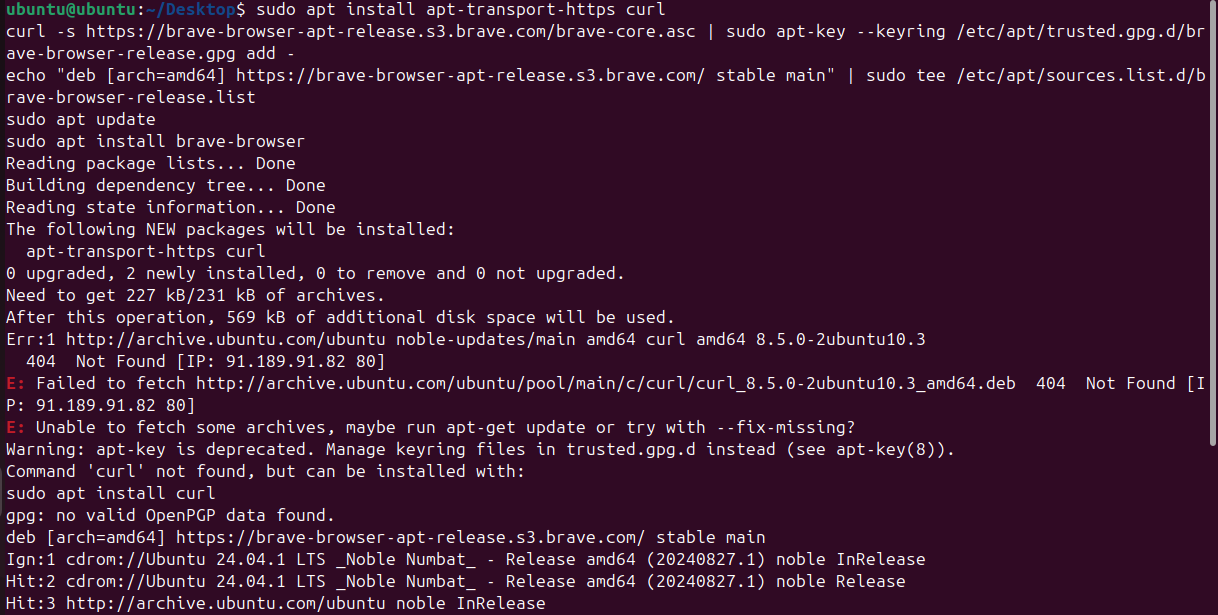 ubuntu@ubuntu:~/Desktop$ sudo apt install apt-transport-https curl
curl -s https://brave-browser-apt-release.s3.brave.com/brave-core.asc | sudo apt-key --keyring /etc/apt/trusted.gpg.d/br
ave-browser-release.gpg add -
echo "deb [arch=amd64] https://brave-browser-apt-release.s3.brave.com/ stable main" | sudo tee /etc/apt/sources.list.d/b
rave-browser-release.list
sudo apt update
sudo apt install brave-browser
Reading package lists... Done
Building dependency tree... Done
Reading state information... Done
The following NEW packages will be installed:
  apt-transport-https curl
0 upgraded, 2 newly installed, 0 to remove and 0 not upgraded.
Need to get 227 kB/231 kB of archives.
After this operation, 569 kB of additional disk space will be used.
Err:1 http://archive.ubuntu.com/ubuntu noble-updates/main amd64 curl amd64 8.5.0-2ubuntu10.3
  404  Not Found [IP: 91.189.91.82 80]
E: Failed to fetch http://archive.ubuntu.com/ubuntu/pool/main/c/curl/curl_8.5.0-2ubuntu10.3_amd64.deb  404  Not Found [I
P: 91.189.91.82 80]
E: Unable to fetch some archives, maybe run apt-get update or try with --fix-missing?
Warning: apt-key is deprecated. Manage keyring files in trusted.gpg.d instead (see apt-key(8)).
Command 'curl' not found, but can be installed with:
sudo apt install curl
gpg: no valid OpenPGP data found.
deb [arch=amd64] https://brave-browser-apt-release.s3.brave.com/ stable main
Ign:1 cdrom://Ubuntu 24.04.1 LTS _Noble Numbat_ - Release amd64 (20240827.1) noble InRelease
Hit:2 cdrom://Ubuntu 24.04.1 LTS _Noble Numbat_ - Release amd64 (20240827.1) noble Release
Hit:3 http://archive.ubuntu.com/ubuntu noble InRelease